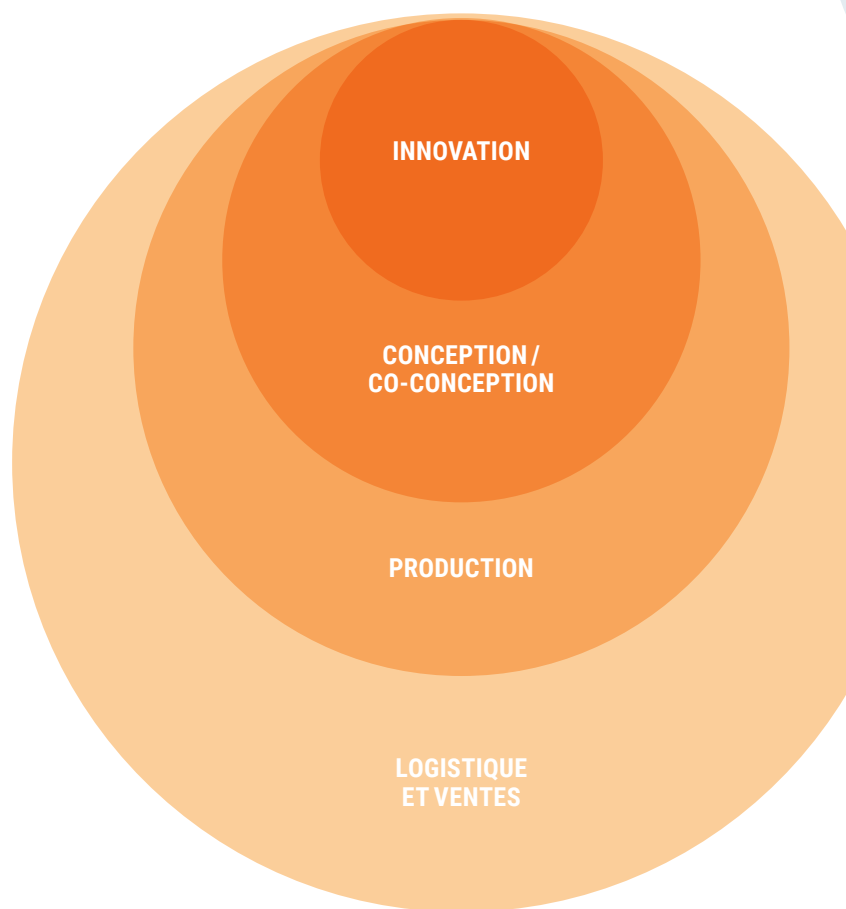 INNOVATION
CONCEPTION /
CO-CONCEPTION
PRODUCTION
LOGISTIQUE
ET VENTES